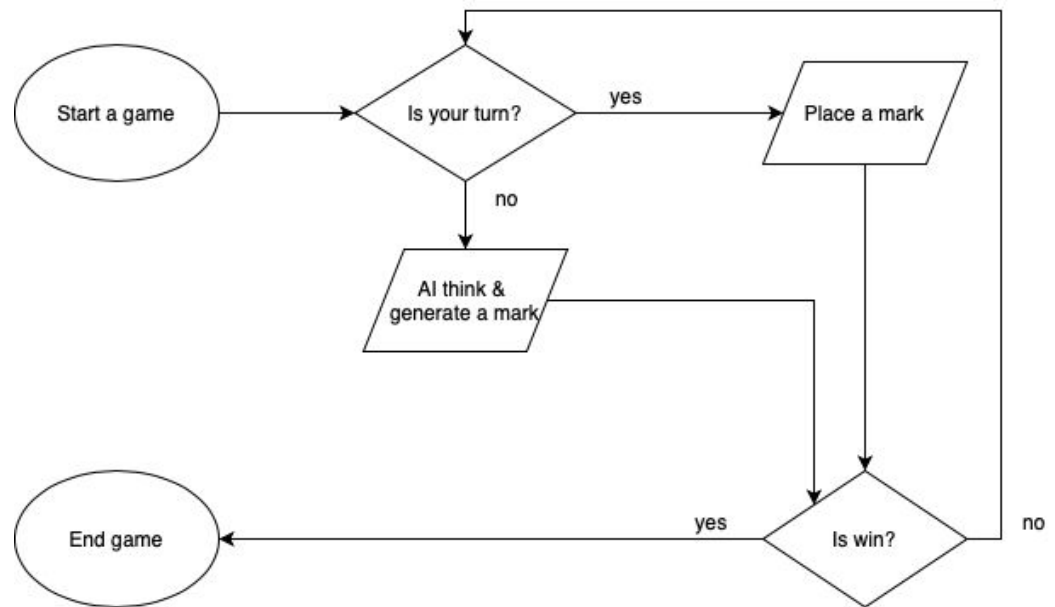 Start a game
Is your turn?
yes
Place a mark
no
AI think &
generate a mark
End game
yes
Is win?
no